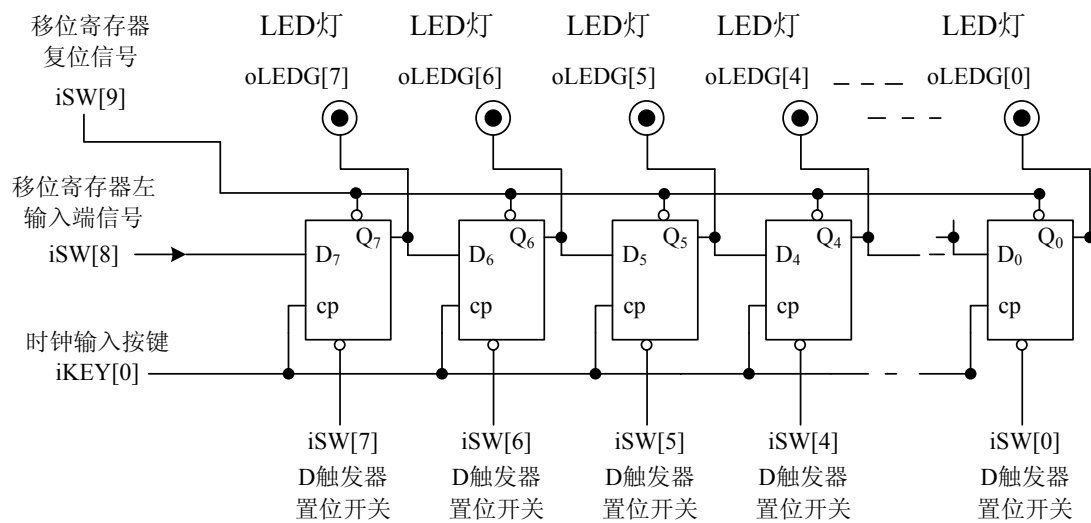 移位寄存器
复位信号
iSW[9]
LED灯 LED灯 LED灯 LED灯 LED灯
oLEDG[7] oLEDG[6] oLEDG[5] oLEDG[4] oLEDG[0]
移位寄存器左
输入端信号
iSW[8]
Q7 Q6 Q5 Q4 Q0
D7 D6 D5 D4 D0
cp cp cp cp cp
时钟输入按键
iKEY[0]
iSW[7] iSW[6] iSW[5] iSW[4] iSW[0]
D触发器 D触发器 D触发器 D触发器 D触发器
置位开关 置位开关 置位开关 置位开关 置位开关